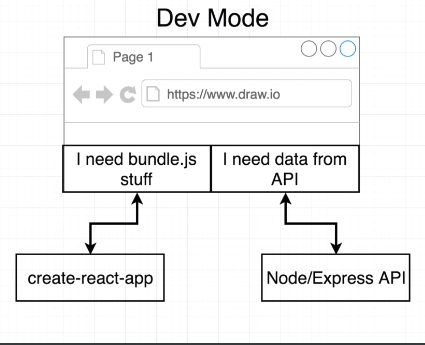 Dev Mode
Page 1
https://www.draw.io
I need bundle.js
stuff
I need data from
API
create-react-app
Node/Express API